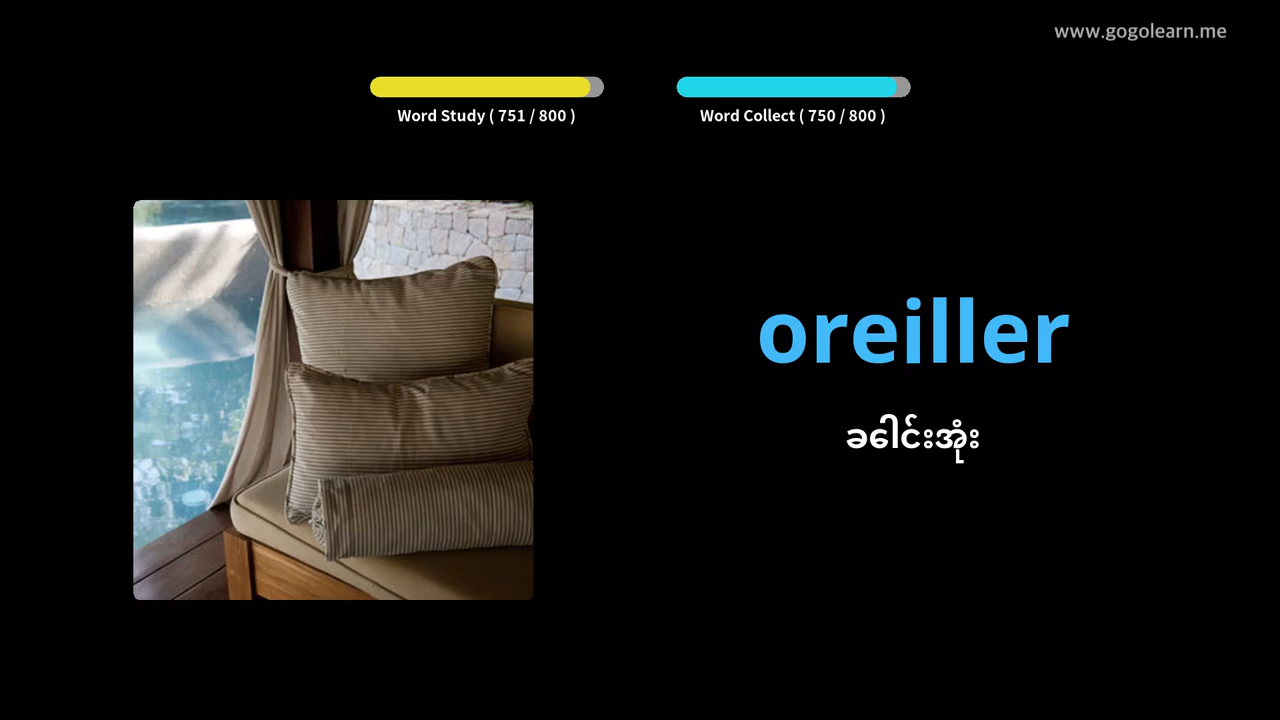 www.gogolearn.me
Word Study ( 751 / 800 )
Word Collect ( 750 / 800 )
oreiller
ခေါင်းအုံး